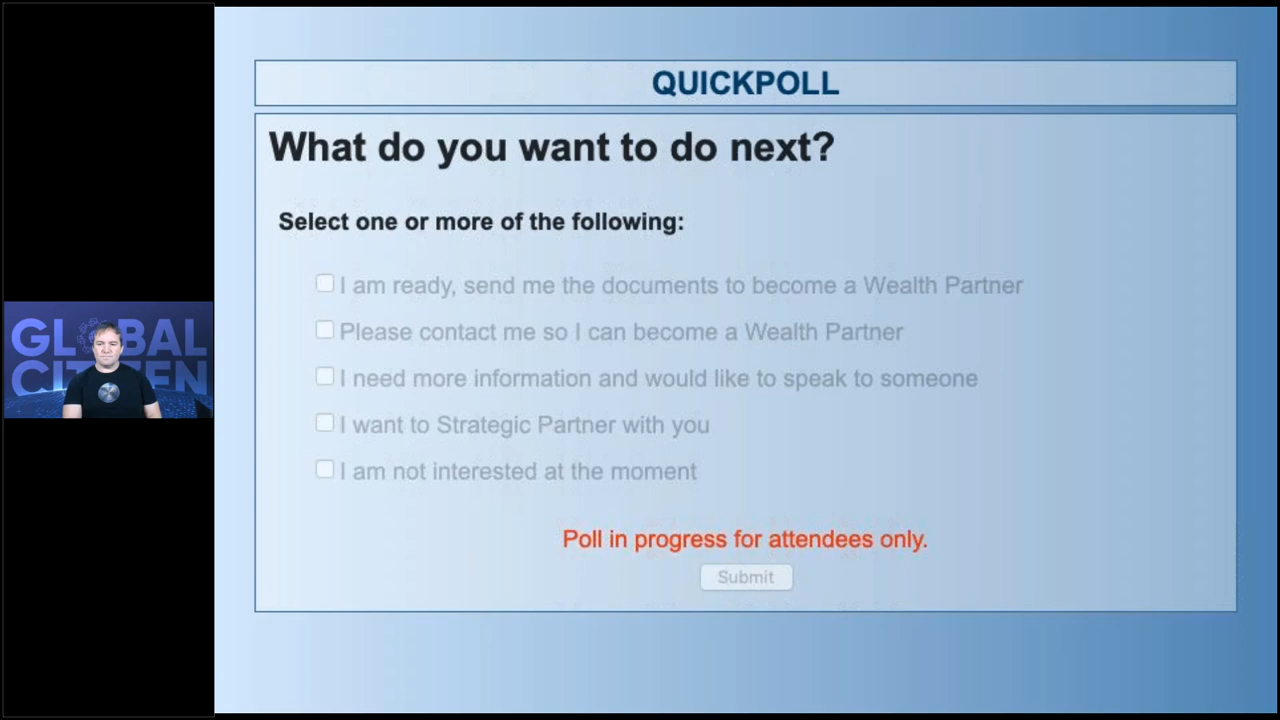 QUICKPOLL
What do you want to do next?
Select one or more of the following:
I am ready, send me the documents to become a Wealth Partner
Please contact me so I can become a Wealth Partner
I need more information and would like to speak to someone
I want to Strategic Partner with you
I am not interested at the moment
Poll in progress for attendees only.
Submit
GLOBAL
CITIZEN